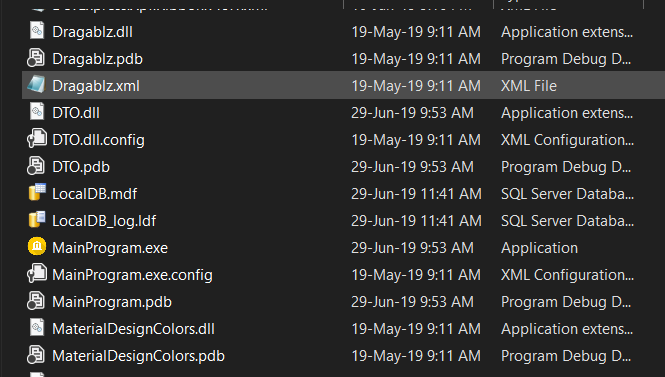 Dragablz.dll 19-May-19 9:11 AM Application extens...
Dragablz.pdb 19-May-19 9:11 AM Program Debug D...
Dragablz.xml 19-May-19 9:11 AM XML File
DTO.dll 29-Jun-19 9:53 AM Application extens...
DTO.dll.config 19-May-19 9:11 AM XML Configuration...
DTO.pdb 29-Jun-19 9:53 AM Program Debug D...
LocalDB.mdf 29-Jun-19 11:41 AM SQL Server Databa...
LocalDB_log.ldf 29-Jun-19 11:41 AM SQL Server Databa...
MainProgram.exe 29-Jun-19 9:53 AM Application
MainProgram.exe.config 19-May-19 9:11 AM XML Configuration...
MainProgram.pdb 29-Jun-19 9:53 AM Program Debug D...
MaterialDesignColors.dll 19-May-19 9:11 AM Application extens...
MaterialDesignColors.pdb 19-May-19 9:11 AM Program Debug D...